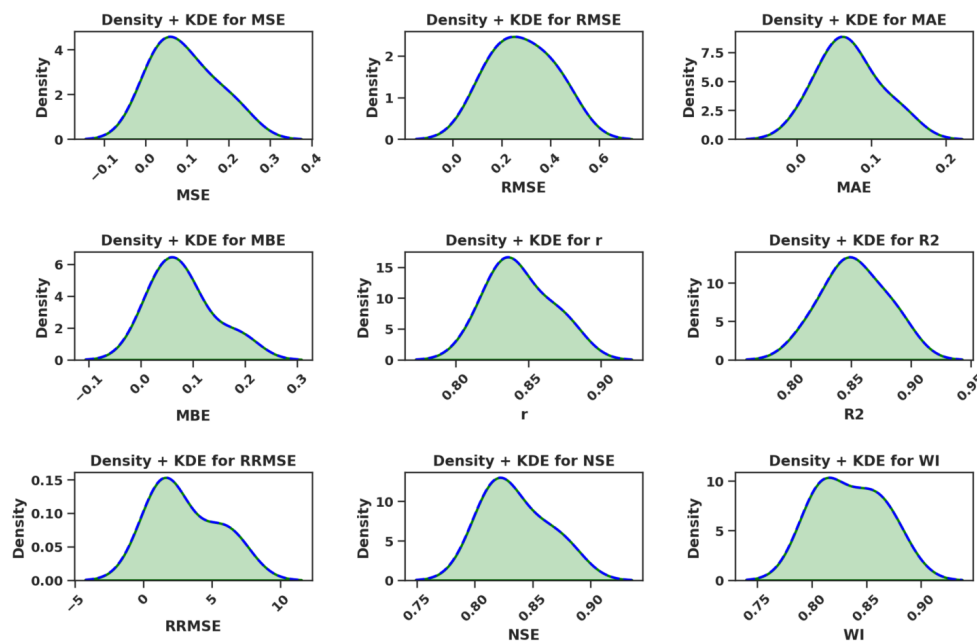 Density + KDE for MSE
Density
4
2
0
−0.1
0.0
0.1
0.2
0.3
0.4
MSE
Density + KDE for RMSE
Density
2
1
0
0.0
0.2
0.4
0.6
RMSE
Density + KDE for MAE
Density
7.5
5.0
2.5
0.0
0.0
0.1
0.2
MAE
Density + KDE for MBE
Density
6
4
2
0
−0.1
0.0
0.1
0.2
0.3
MBE
Density + KDE for r
Density
15
10
5
0
0.80
0.85
0.90
r
Density + KDE for R2
Density
10
5
0
0.80
0.85
0.90
R2
Density + KDE for RRMSE
Density
0.15
0.10
0.05
0.00
−5
0
5
10
RRMSE
Density + KDE for NSE
Density
10
5
0
0.75
0.80
0.85
0.90
NSE
Density + KDE for WI
Density
10
5
0
0.75
0.80
0.85
0.90
WI